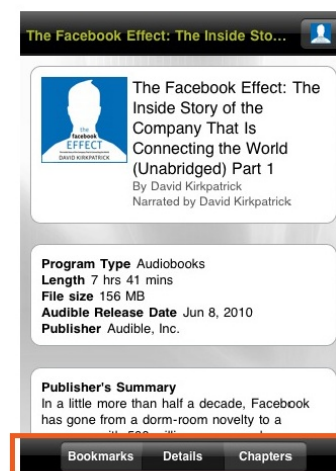 The Facebook Effect: The Inside Sto...
the
facebook
EFFECT
DAVID KIRKPATRICK
The Facebook Effect: The
Inside Story of the
Company That Is
Connecting the World
(Unabridged) Part 1
By David Kirkpatrick
Narrated by David Kirkpatrick
Program Type Audiobooks
Length 7 hrs 41 mins
File size 156 MB
Audible Release Date Jun 8, 2010
Publisher Audible, Inc.
Publisher's Summary
In a little more than half a decade, Facebook
has gone from a dorm-room novelty to a
Bookmarks Details Chapters